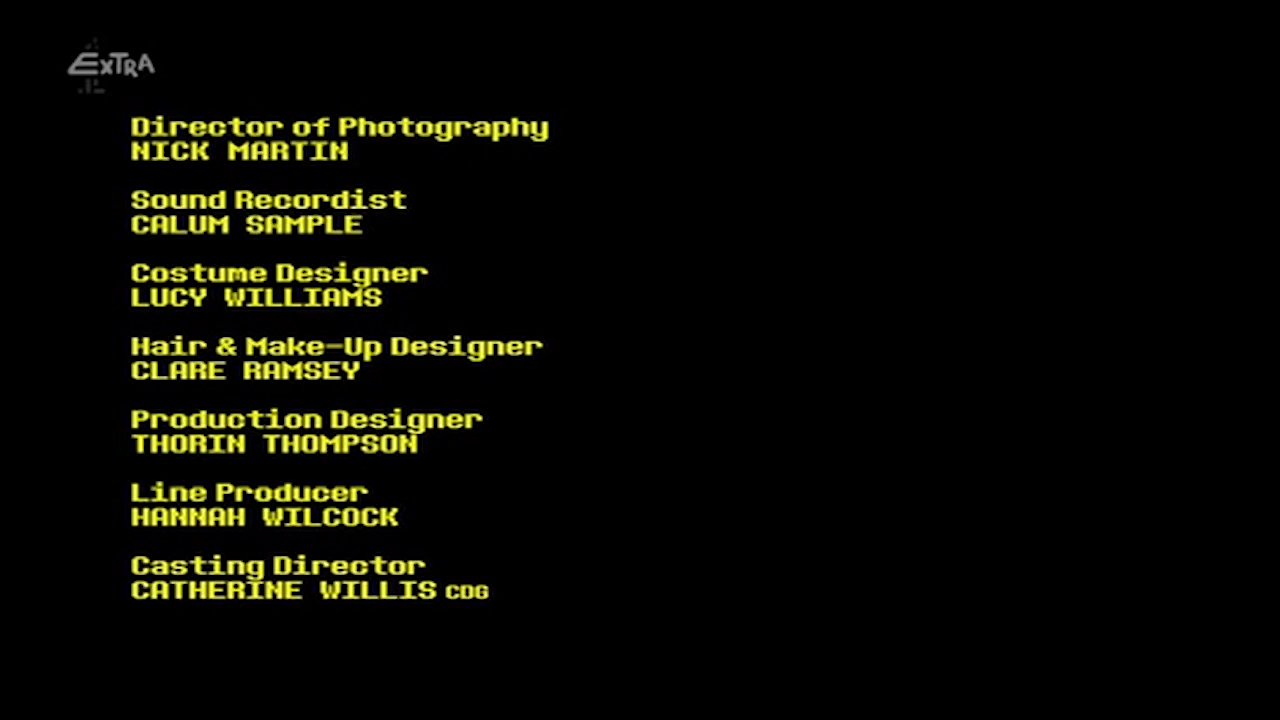 ExTRA
Director of Photography
NICK MARTIN
Sound Recordist
CALUM SAMPLE
Costume Designer
LUCY WILLIAMS
Hair & Make-Up Designer
CLARE RAMSEY
Production Designer
THORIN THOMPSON
Line Producer
HANNAH WILCOCK
Casting Director
CATHERINE WILLIS CDG